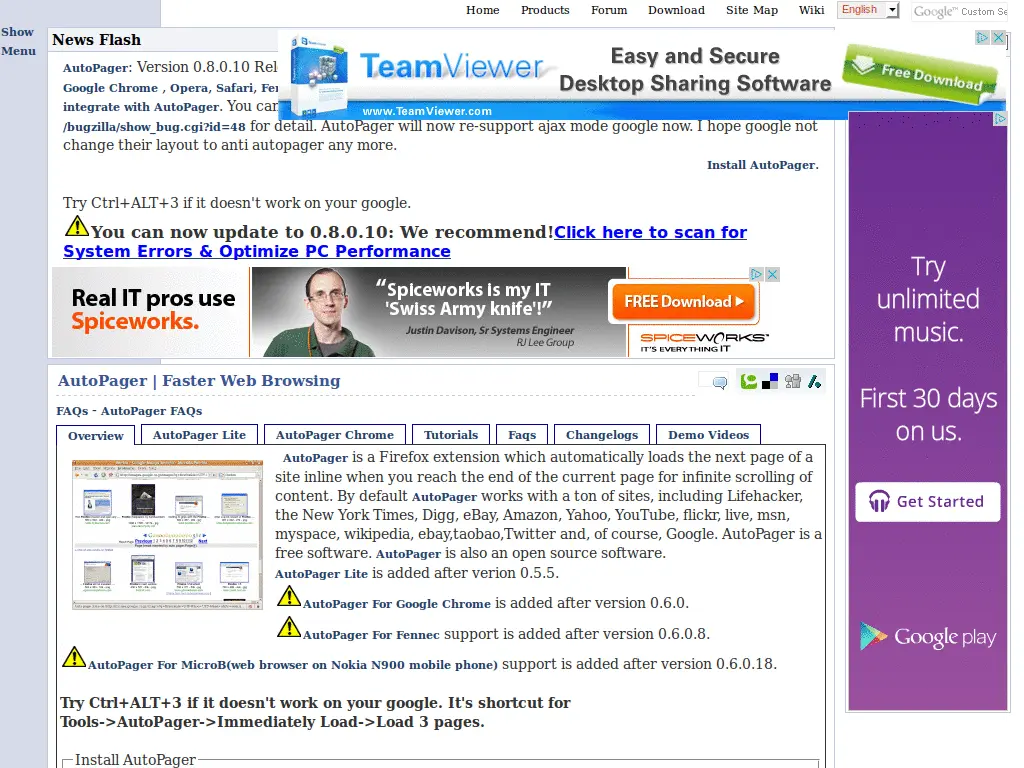 Home Products Forum Download Site Map Wiki English Google™ Custom Se
Show
Menu
News Flash
AutoPager: Version 0.8.0.10 Rel
Google Chrome , Opera, Safari, Fen
integrate with AutoPager. You can
/bugzilla/show_bug.cgi?id=48 for detail. AutoPager will now re-support ajax mode google now. I hope google not
change their layout to anti autopager any more.
Install AutoPager.
TeamViewer
www.TeamViewer.com
Easy and Secure
Desktop Sharing Software
Free Download
Try Ctrl+ALT+3 if it doesn't work on your google.
You can now update to 0.8.0.10: We recommend!Click here to scan for
System Errors & Optimize PC Performance
Real IT pros use
Spiceworks.
“Spiceworks is my IT
'Swiss Army knife'!”
Justin Davison, Sr Systems Engineer
RJ Lee Group
FREE Download
SPICEWORKS
IT'S EVERYTHING IT
Try
unlimited
music.
First 30 days
on us.
Get Started
Google play
AutoPager | Faster Web Browsing
FAQs - AutoPager FAQs
Overview AutoPager Lite AutoPager Chrome Tutorials Faqs Changelogs Demo Videos
AutoPager is a Firefox extension which automatically loads the next page of a
site inline when you reach the end of the current page for infinite scrolling of
content. By default AutoPager works with a ton of sites, including Lifehacker,
the New York Times, Digg, eBay, Amazon, Yahoo, YouTube, flickr, live, msn,
myspace, wikipedia, ebay,taobao,Twitter and, of course, Google. AutoPager is a
free software. AutoPager is also an open source software.
AutoPager Lite is added after verion 0.5.5.
AutoPager For Google Chrome is added after version 0.6.0.
AutoPager For Fennec support is added after version 0.6.0.8.
AutoPager For MicroB(web browser on Nokia N900 mobile phone) support is added after version 0.6.0.18.
Try Ctrl+ALT+3 if it doesn't work on your google. It's shortcut for
Tools->AutoPager->Immediately Load->Load 3 pages.
Install AutoPager